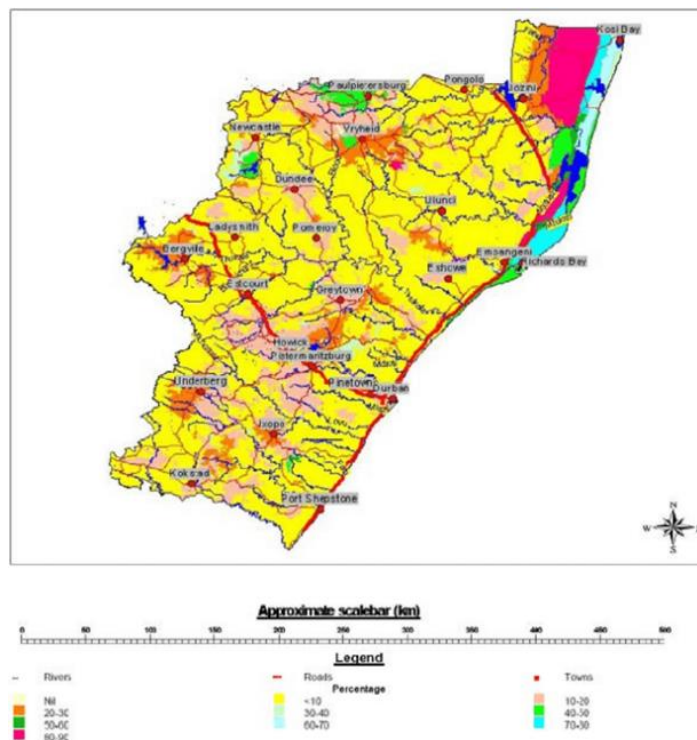 Kosi Bay
Paulpietersburg
Pongolo
Jozini
Newcastle
Vryheid
Dundee
Ulundi
Ladysmith
Pomeroy
Bergville
Empangeni
Eshowe
Richards Bay
Estcourt
Greytown
Howick
Pietermaritzburg
Underberg
Pinetown
Durban
Ixopo
Kokstad
Port Shepstone
N
W
S
Approximate scalebar (km)
0 50 100 150 200 250 300 350 400 450 500
Legend
Rivers Roads Towns
Percentage
Nil <10 10-20
20-30 30-40 40-50
50-60 60-70 70-80
80-90